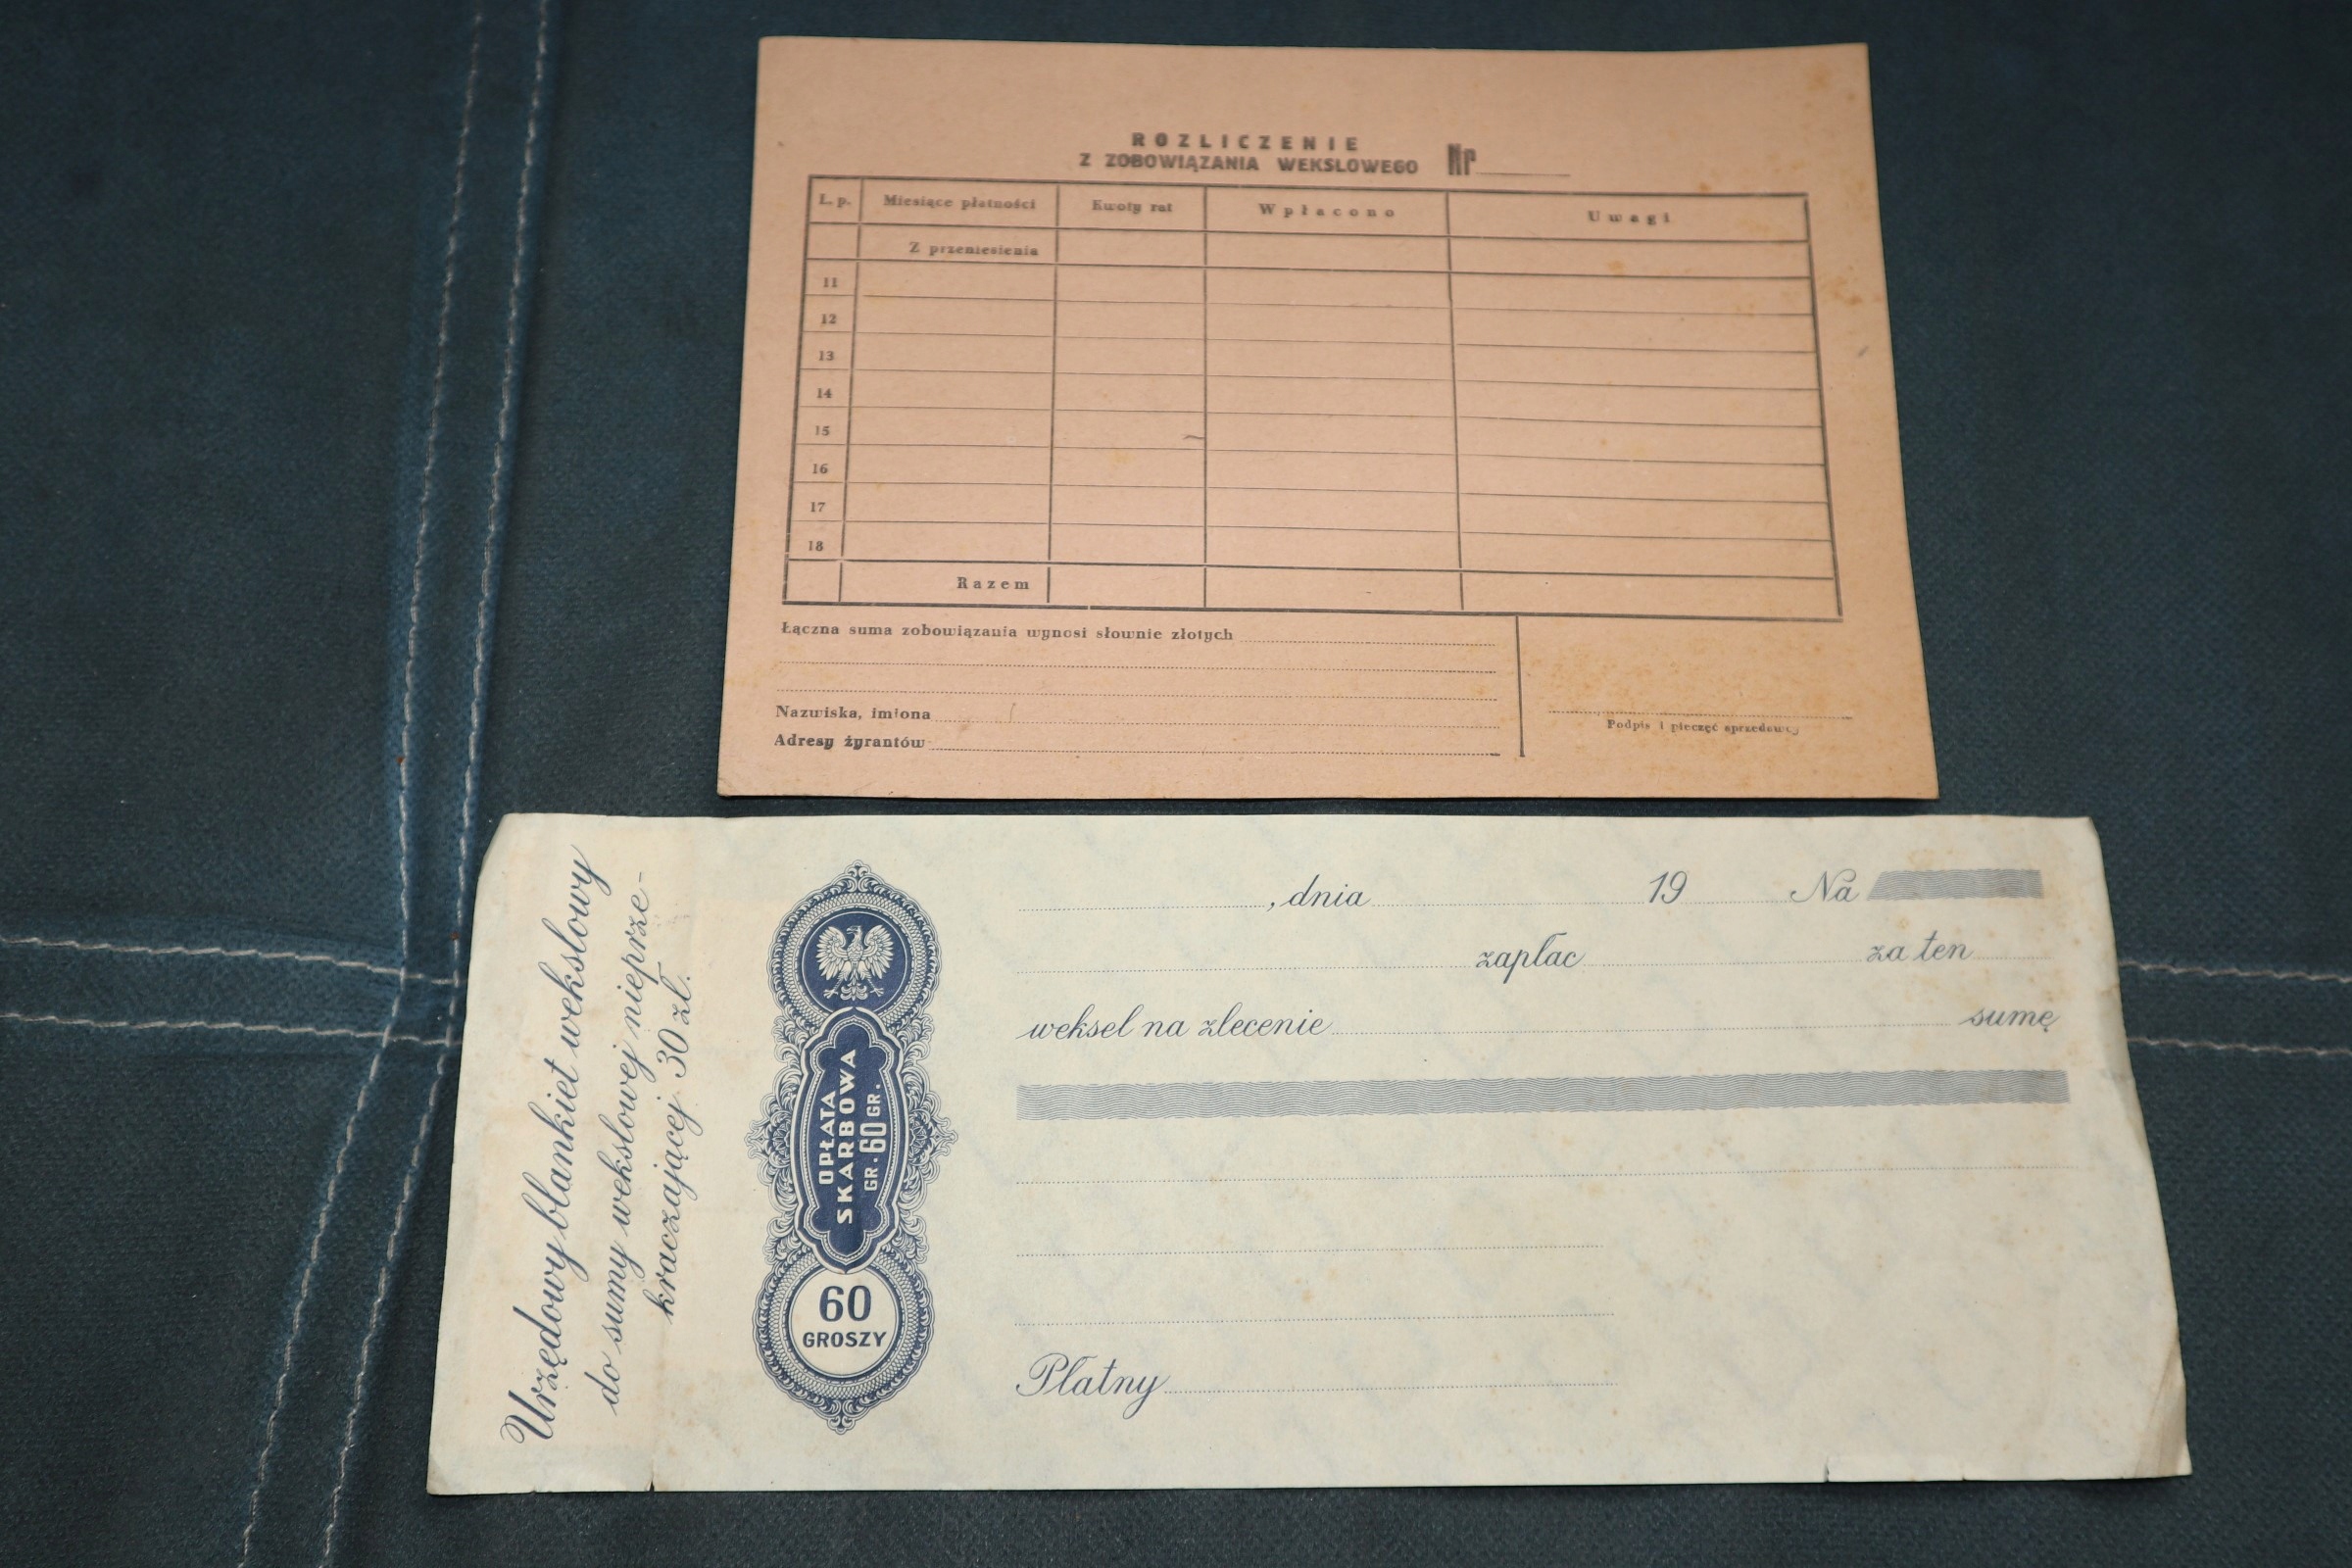 ROZLICZENIE
Z ZOBOWIĄZANIA WEKSLOWEGO Nr
L. p. Miesiące płatności Kwoty rat Wpłacono Uwagi
Z przeniesienia
11
12
13
14
15
16
17
18
Razem
Łączna suma zobowiązania wynosi słownie złotych
Nazwiska, imiona
Adresy żyrantów
Podpis i pieczęć sprzedawcy
Urzędowy blankiet wekslowy
do sumy wekslowej nieprze-
kraczającej 30 zł.
OPŁATA
SKARBOWA
GR. 60 GR.
60
GROSZY
, dnia 19 Na
zapłac za ten
weksel na zlecenie sumę
Płatny